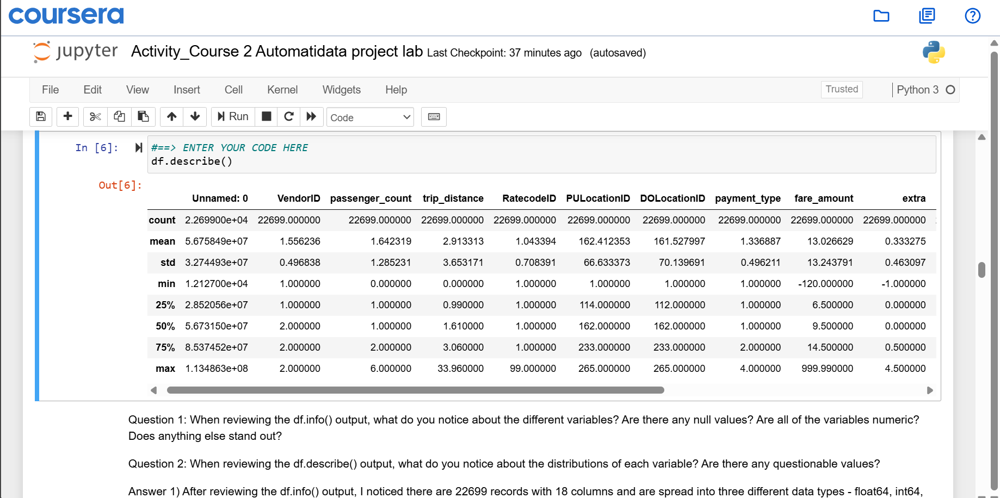 coursera
jupyter Activity_Course 2 Automatidata project lab Last Checkpoint: 37 minutes ago (autosaved)
File Edit View Insert Cell Kernel Widgets Help Trusted Python 3
Run Code
In [6]: #==> ENTER YOUR CODE HERE
df.describe()
Out[6]:
Unnamed: 0 VendorID passenger_count trip_distance RatecodeID PULocationID DOLocationID payment_type fare_amount extra
count 2.269900e+04 22699.000000 22699.000000 22699.000000 22699.000000 22699.000000 22699.000000 22699.000000 22699.000000 22699.000000
mean 5.675849e+07 1.556236 1.642319 2.913313 1.043394 162.412353 161.527997 1.336887 13.026629 0.333275
std 3.274493e+07 0.496838 1.285231 3.653171 0.708391 66.633373 70.139691 0.496211 13.243791 0.463097
min 1.212700e+04 1.000000 0.000000 0.000000 1.000000 1.000000 1.000000 1.000000 -120.000000 -1.000000
25% 2.852056e+07 1.000000 1.000000 0.990000 1.000000 114.000000 112.000000 1.000000 6.500000 0.000000
50% 5.673150e+07 2.000000 1.000000 1.610000 1.000000 162.000000 162.000000 1.000000 9.500000 0.000000
75% 8.537452e+07 2.000000 2.000000 3.060000 1.000000 233.000000 233.000000 2.000000 14.500000 0.500000
max 1.134863e+08 2.000000 6.000000 33.960000 99.000000 265.000000 265.000000 4.000000 999.990000 4.500000
Question 1: When reviewing the df.info() output, what do you notice about the different variables? Are there any null values? Are all of the variables numeric?
Does anything else stand out?
Question 2: When reviewing the df.describe() output, what do you notice about the distributions of each variable? Are there any questionable values?
Answer 1) After reviewing the df.info() output, I noticed there are 22699 records with 18 columns and are spread into three different data types - float64, int64,